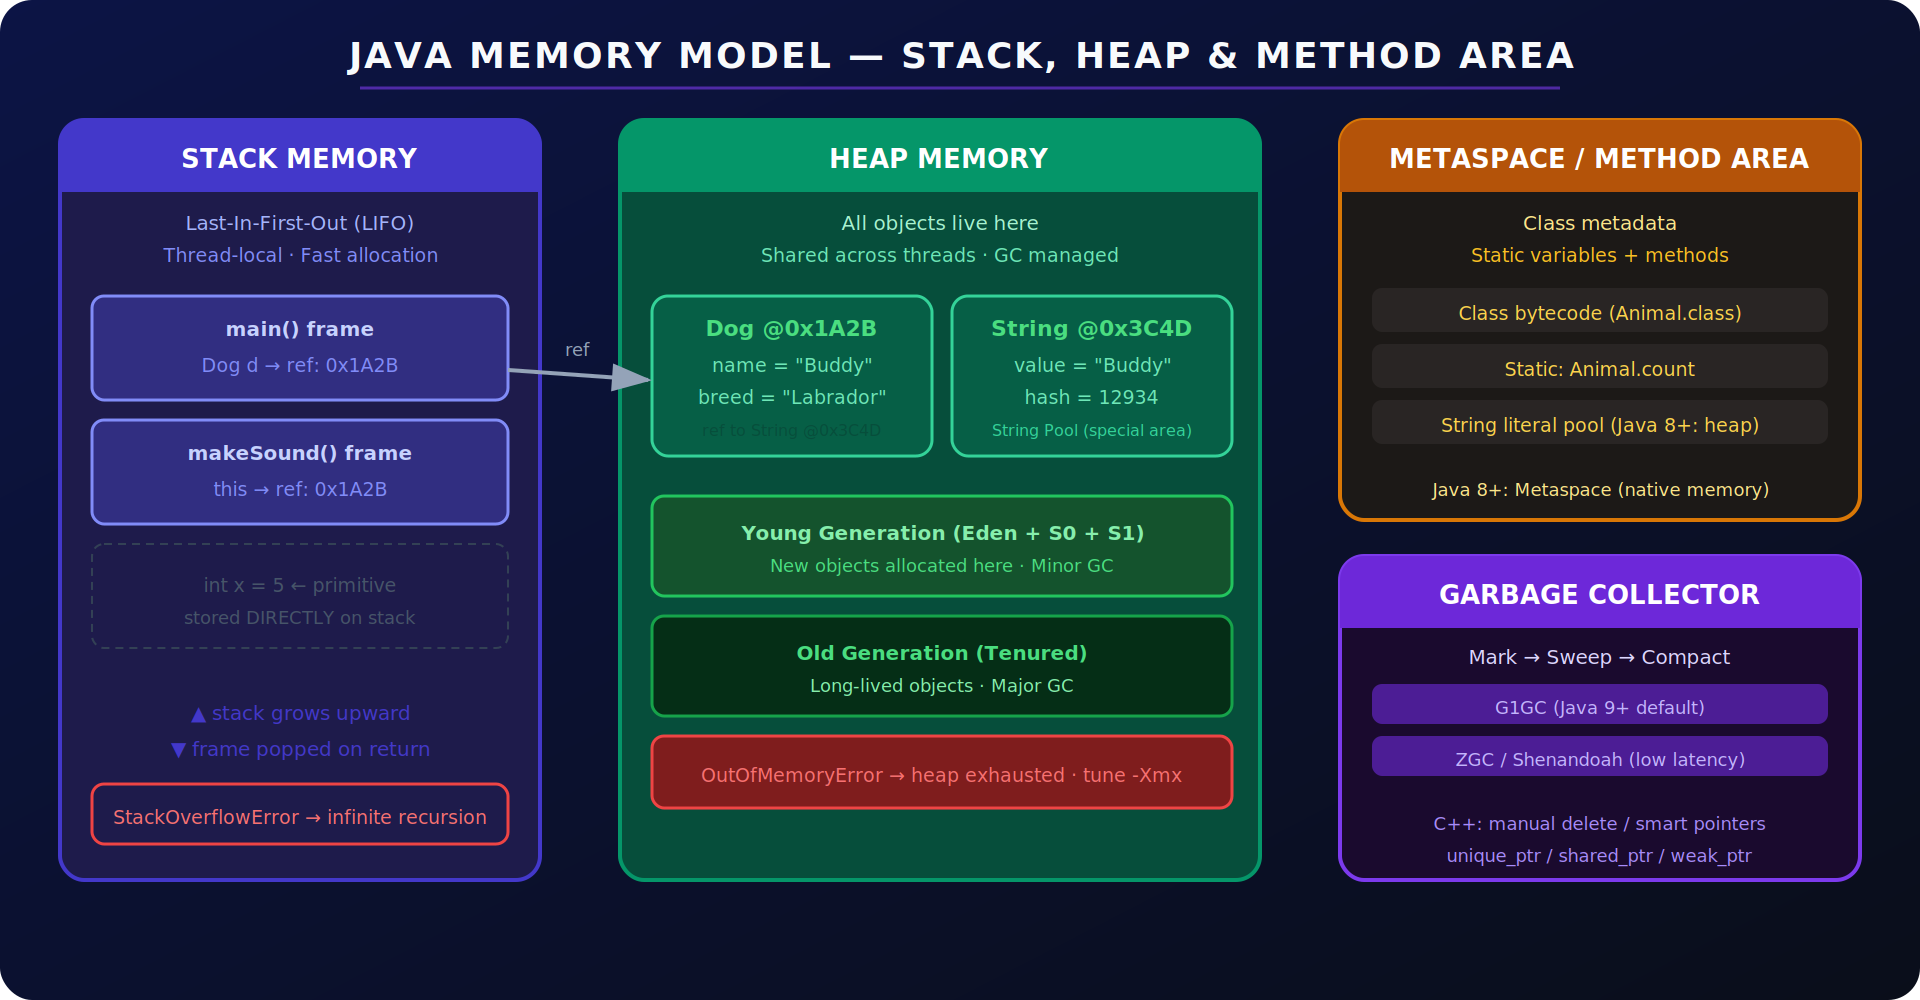 JAVA MEMORY MODEL — STACK, HEAP & METHOD AREA
STACK MEMORY
Last-In-First-Out (LIFO)
Thread-local · Fast allocation
main() frame
Dog d → ref: 0x1A2B
makeSound() frame
this → ref: 0x1A2B
int x = 5 ← primitive
stored DIRECTLY on stack
▲ stack grows upward
▼ frame popped on return
StackOverflowError → infinite recursion
ref
HEAP MEMORY
All objects live here
Shared across threads · GC managed
Dog @0x1A2B
name = "Buddy"
breed = "Labrador"
ref to String @0x3C4D
String @0x3C4D
value = "Buddy"
hash = 12934
String Pool (special area)
Young Generation (Eden + S0 + S1)
New objects allocated here · Minor GC
Old Generation (Tenured)
Long-lived objects · Major GC
OutOfMemoryError → heap exhausted · tune -Xmx
METASPACE / METHOD AREA
Class metadata
Static variables + methods
Class bytecode (Animal.class)
Static: Animal.count
String literal pool (Java 8+: heap)
Java 8+: Metaspace (native memory)
GARBAGE COLLECTOR
Mark → Sweep → Compact
G1GC (Java 9+ default)
ZGC / Shenandoah (low latency)
C++: manual delete / smart pointers
unique_ptr / shared_ptr / weak_ptr